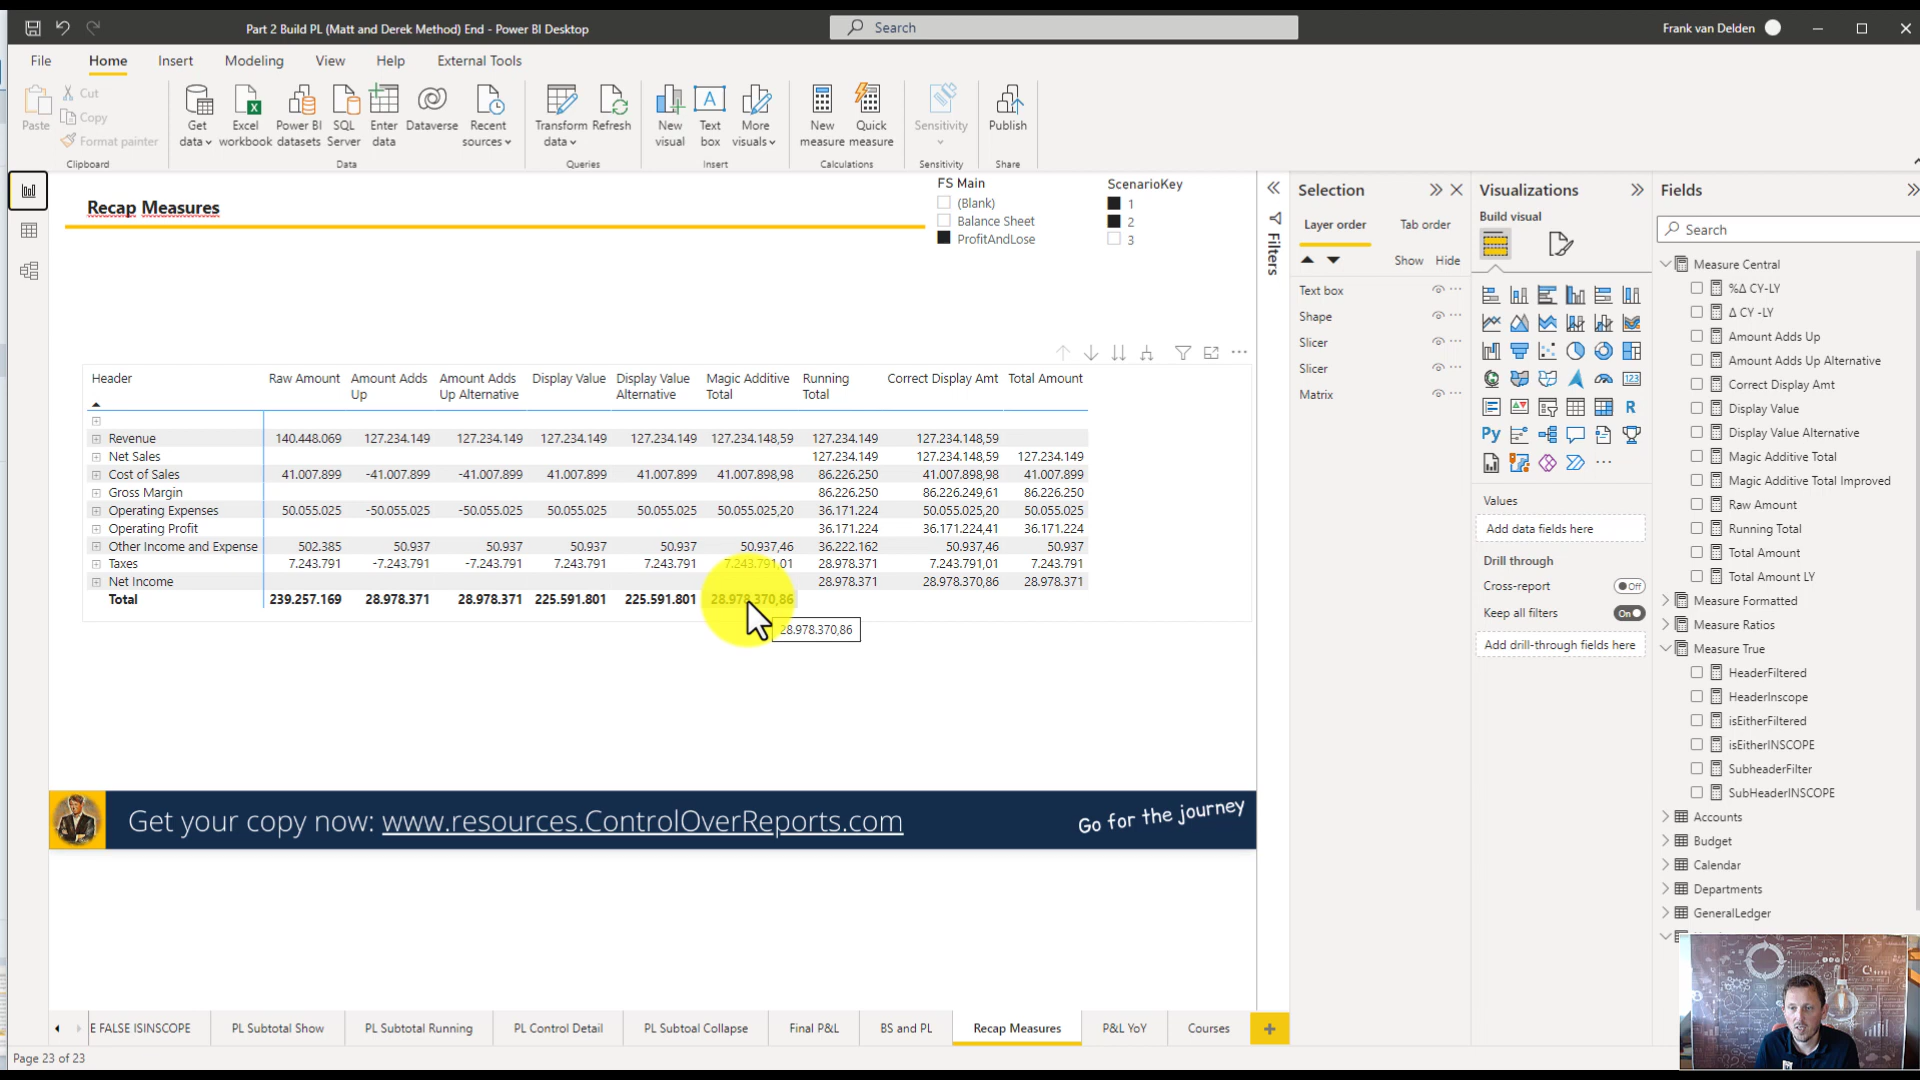 Part 2 Build PL (Matt and Derek Method) End - Power BI Desktop
Search
Frank van Delden
File Home Insert Modeling View Help External Tools
Paste
Cut
Copy
Format painter
Clipboard
Get data
Excel workbook
Power BI datasets
SQL Server
Enter data
Dataverse
Recent sources
Data
Transform data
Refresh
Queries
New visual
Text box
More visuals
Insert
New measure
Quick measure
Calculations
Sensitivity
Sensitivity
Publish
Share
Recap Measures
FS Main
(Blank)
Balance Sheet
ProfitAndLose
ScenarioKey
1
2
3
Header Raw Amount Amount Adds Up Amount Adds Up Alternative Display Value Display Value Alternative Magic Additive Total Running Total Correct Display Amt Total Amount
Revenue 140.448.069 127.234.149 127.234.149 127.234.149 127.234.149 127.234.148,59 127.234.149 127.234.148,59
Net Sales 127.234.149 127.234.148,59 127.234.149
Cost of Sales 41.007.899 -41.007.899 -41.007.899 41.007.899 41.007.899 41.007.898,98 86.226.250 41.007.898,98 41.007.899
Gross Margin 86.226.250 86.226.249,61 86.226.250
Operating Expenses 50.055.025 -50.055.025 -50.055.025 50.055.025 50.055.025 50.055.025,20 36.171.224 50.055.025,20 50.055.025
Operating Profit 36.171.224 36.171.224,41 36.171.224
Other Income and Expense 502.385 50.937 50.937 50.937 50.937 50.937,46 36.222.162 50.937,46 50.937
Taxes 7.243.791 -7.243.791 -7.243.791 7.243.791 7.243.791 7.243.791,01 28.978.371 7.243.791,01 7.243.791
Net Income 28.978.371 28.978.370,86 28.978.371
Total 239.257.169 28.978.371 28.978.371 225.591.801 225.591.801 28.978.370,86
28.978.370,86
Get your copy now: www.resources.ControlOverReports.com
Go for the journey
Filters
Selection
Layer order Tab order
Show Hide
Text box
Shape
Slicer
Slicer
Matrix
Visualizations
Build visual
123
R
Py
Values
Add data fields here
Drill through
Cross-report Off
Keep all filters On
Add drill-through fields here
Fields
Search
Measure Central
%Δ CY-LY
Δ CY -LY
Amount Adds Up
Amount Adds Up Alternative
Correct Display Amt
Display Value
Display Value Alternative
Magic Additive Total
Magic Additive Total Improved
Raw Amount
Running Total
Total Amount
Total Amount LY
Measure Formatted
Measure Ratios
Measure True
HeaderFiltered
HeaderInscope
isEitherFiltered
isEitherINSCOPE
SubheaderFilter
SubHeaderINSCOPE
Accounts
Budget
Calendar
Departments
GeneralLedger
E FALSE ISINSCOPE PL Subtotal Show PL Subtotal Running PL Control Detail PL Subtoal Collapse Final P&L BS and PL Recap Measures P&L YoY Courses
Page 23 of 23